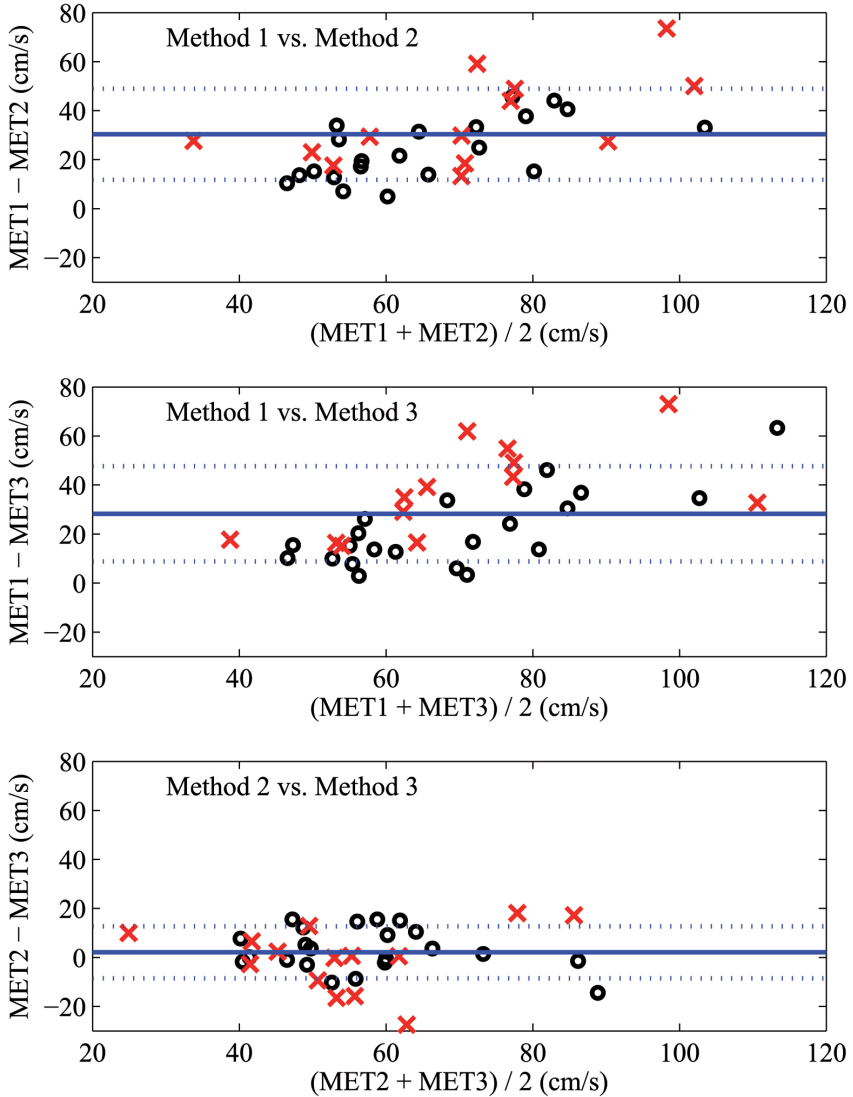 80
60
40
20
0
−20
MET1 − MET2 (cm/s)
Method 1 vs. Method 2
20 40 60 80 100 120
(MET1 + MET2) / 2 (cm/s)
80
60
40
20
0
−20
MET1 − MET3 (cm/s)
Method 1 vs. Method 3
20 40 60 80 100 120
(MET1 + MET3) / 2 (cm/s)
80
60
40
20
0
−20
MET2 − MET3 (cm/s)
Method 2 vs. Method 3
20 40 60 80 100 120
(MET2 + MET3) / 2 (cm/s)